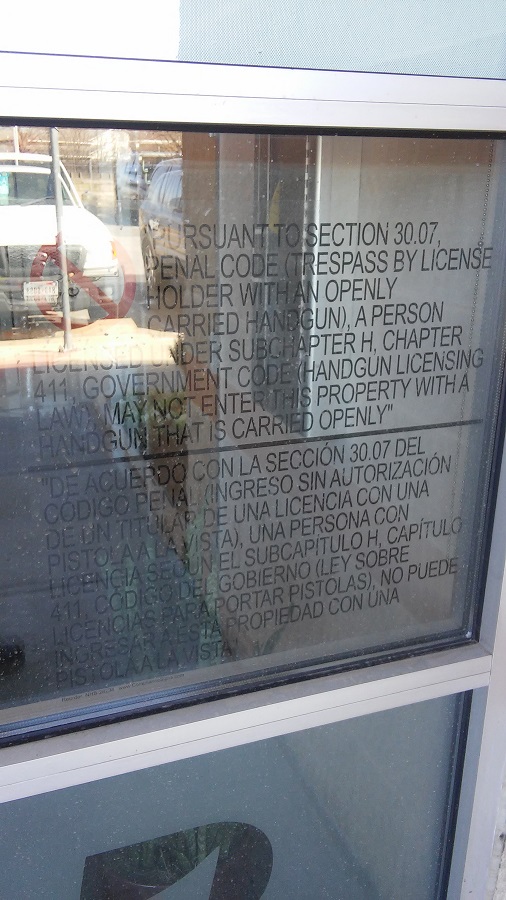 "PURSUANT TO SECTION 30.07,
PENAL CODE (TRESPASS BY LICENSE
HOLDER WITH AN OPENLY
CARRIED HANDGUN), A PERSON
LICENSED UNDER SUBCHAPTER H, CHAPTER
411, GOVERNMENT CODE (HANDGUN LICENSING
LAW), MAY NOT ENTER THIS PROPERTY WITH A
HANDGUN THAT IS CARRIED OPENLY"
"DE ACUERDO CON LA SECCIÓN 30.07 DEL
CÓDIGO PENAL (INGRESO SIN AUTORIZACIÓN
DE UN TITULAR DE UNA LICENCIA CON UNA
PISTOLA A LA VISTA), UNA PERSONA CON
LICENCIA SEGÚN EL SUBCAPÍTULO H, CAPÍTULO
411, CÓDIGO DEL GOBIERNO (LEY SOBRE
LICENCIAS PARA PORTAR PISTOLAS), NO PUEDE
INGRESAR A ESTA PROPIEDAD CON UNA
PISTOLA A LA VISTA"